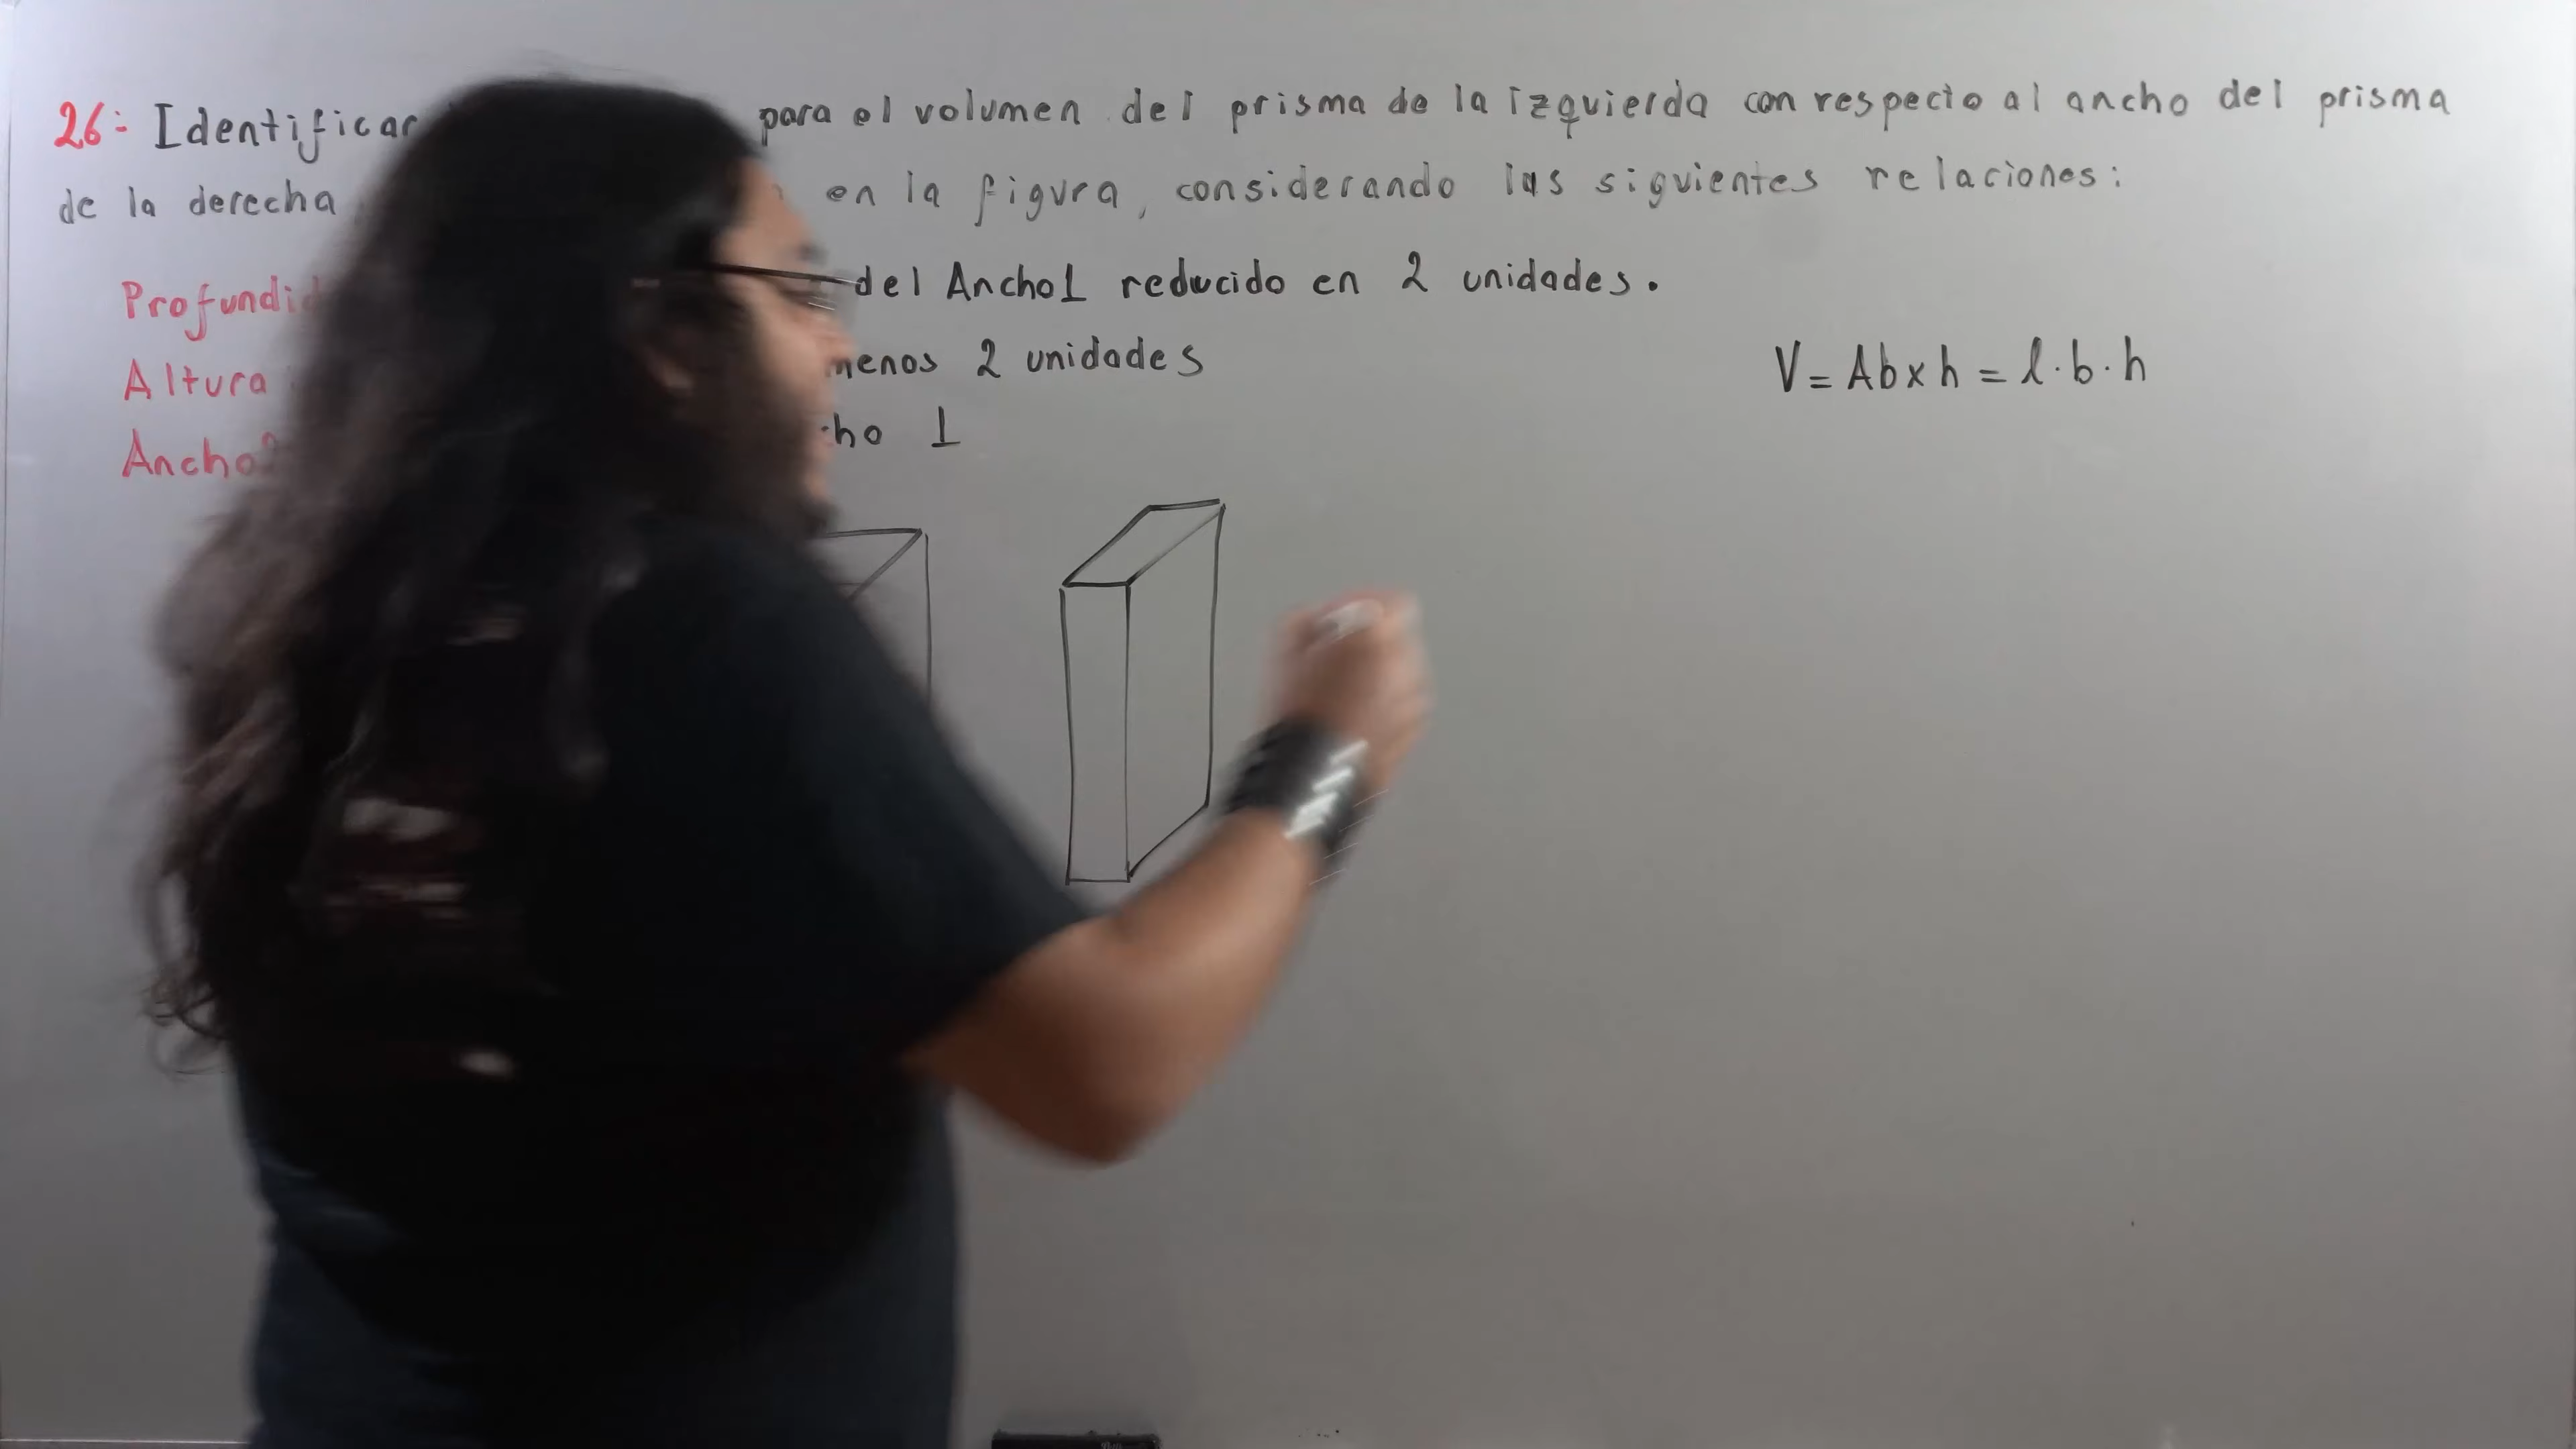 26: Identificar para el volumen del prisma de la izquierda con respecto al ancho del prisma
de la derecha en la figura, considerando las siguientes relaciones:
del Ancho1 reducido en 2 unidades.
Altura menos 2 unidades
Ancho2 1
V = Ab x h = l · b · h